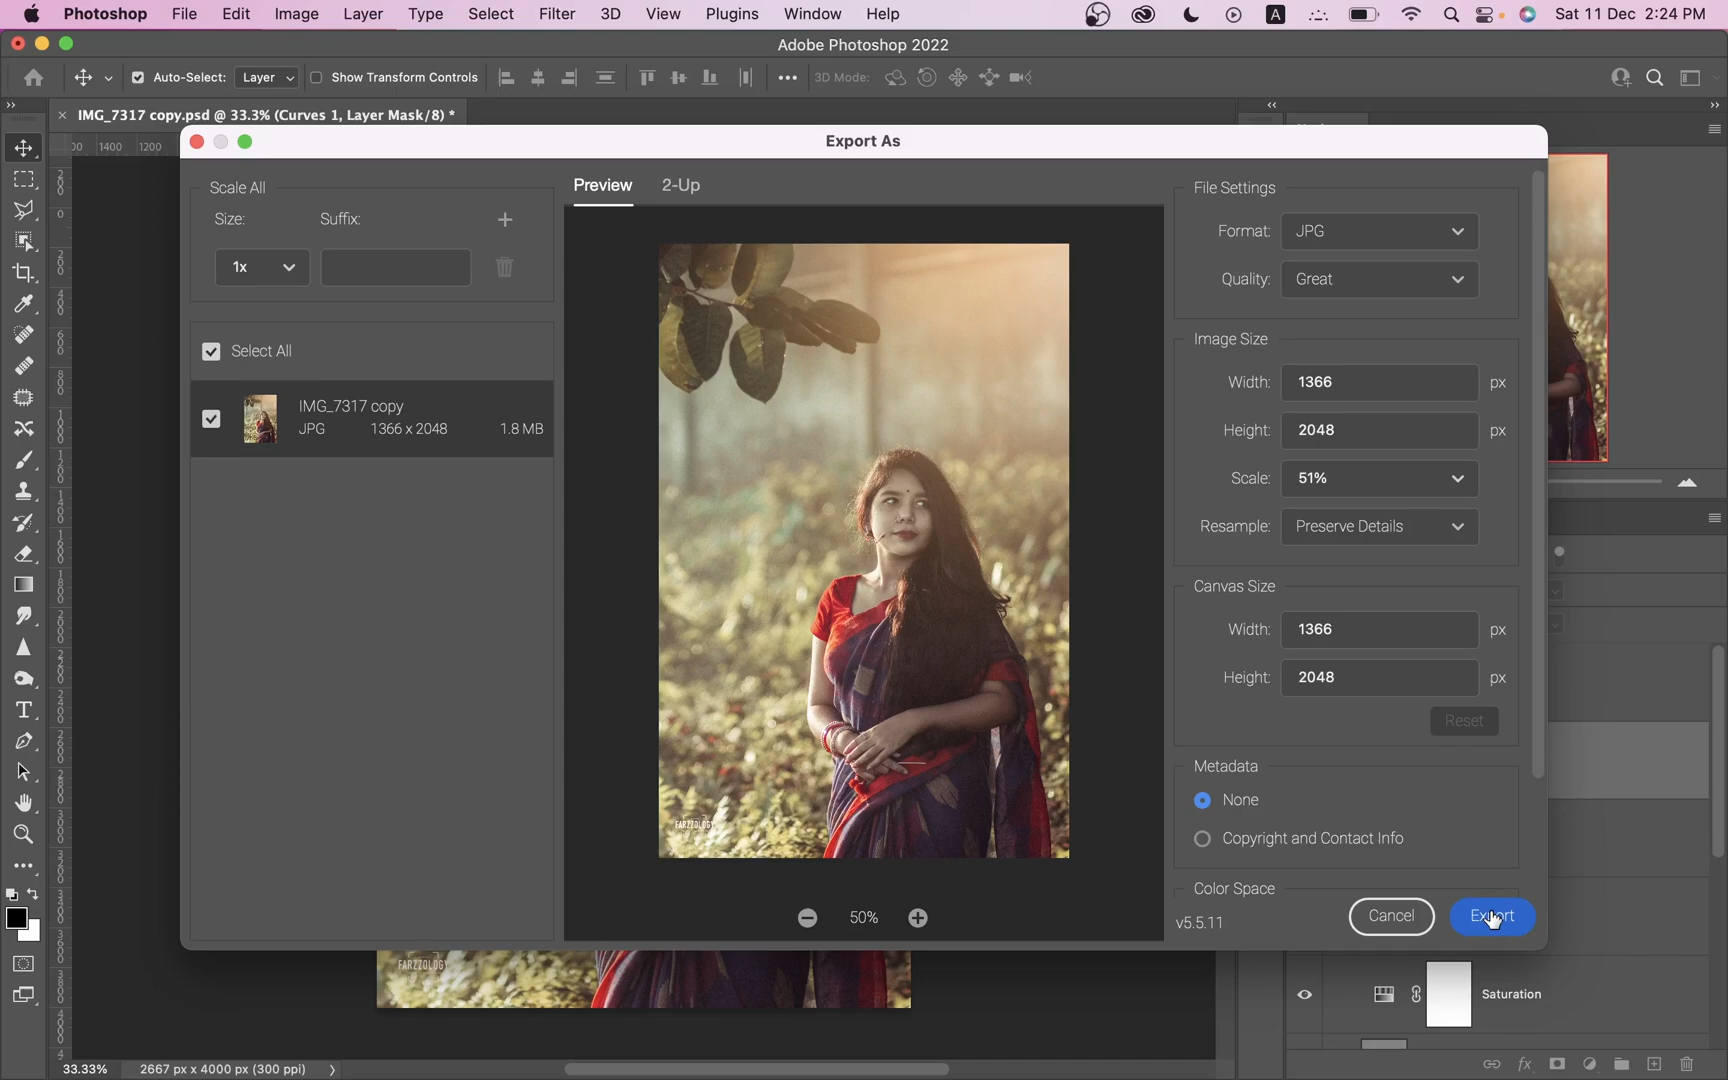 Photoshop File Edit Image Layer Type Select Filter 3D View Plugins Window Help A Sat 11 Dec 2:24 PM
Adobe Photoshop 2022
Auto-Select: Layer Show Transform Controls 3D Mode:
IMG_7317 copy.psd @ 33.3% (Curves 1, Layer Mask/8) *
1400 1200
Export As
Scale All
Size: Suffix:
1x
Select All
IMG_7317 copy
JPG 1366 x 2048 1.8 MB
Preview 2-Up
FARZZOLOGY
50%
File Settings
Format: JPG
Quality: Great
Image Size
Width: 1366 px
Height: 2048 px
Scale: 51%
Resample: Preserve Details
Canvas Size
Width: 1366 px
Height: 2048 px
Reset
Metadata
None
Copyright and Contact Info
Color Space
v5.5.11
Cancel Export
FARZZOLOGY
Saturation
33.33% 2667 px x 4000 px (300 ppi)